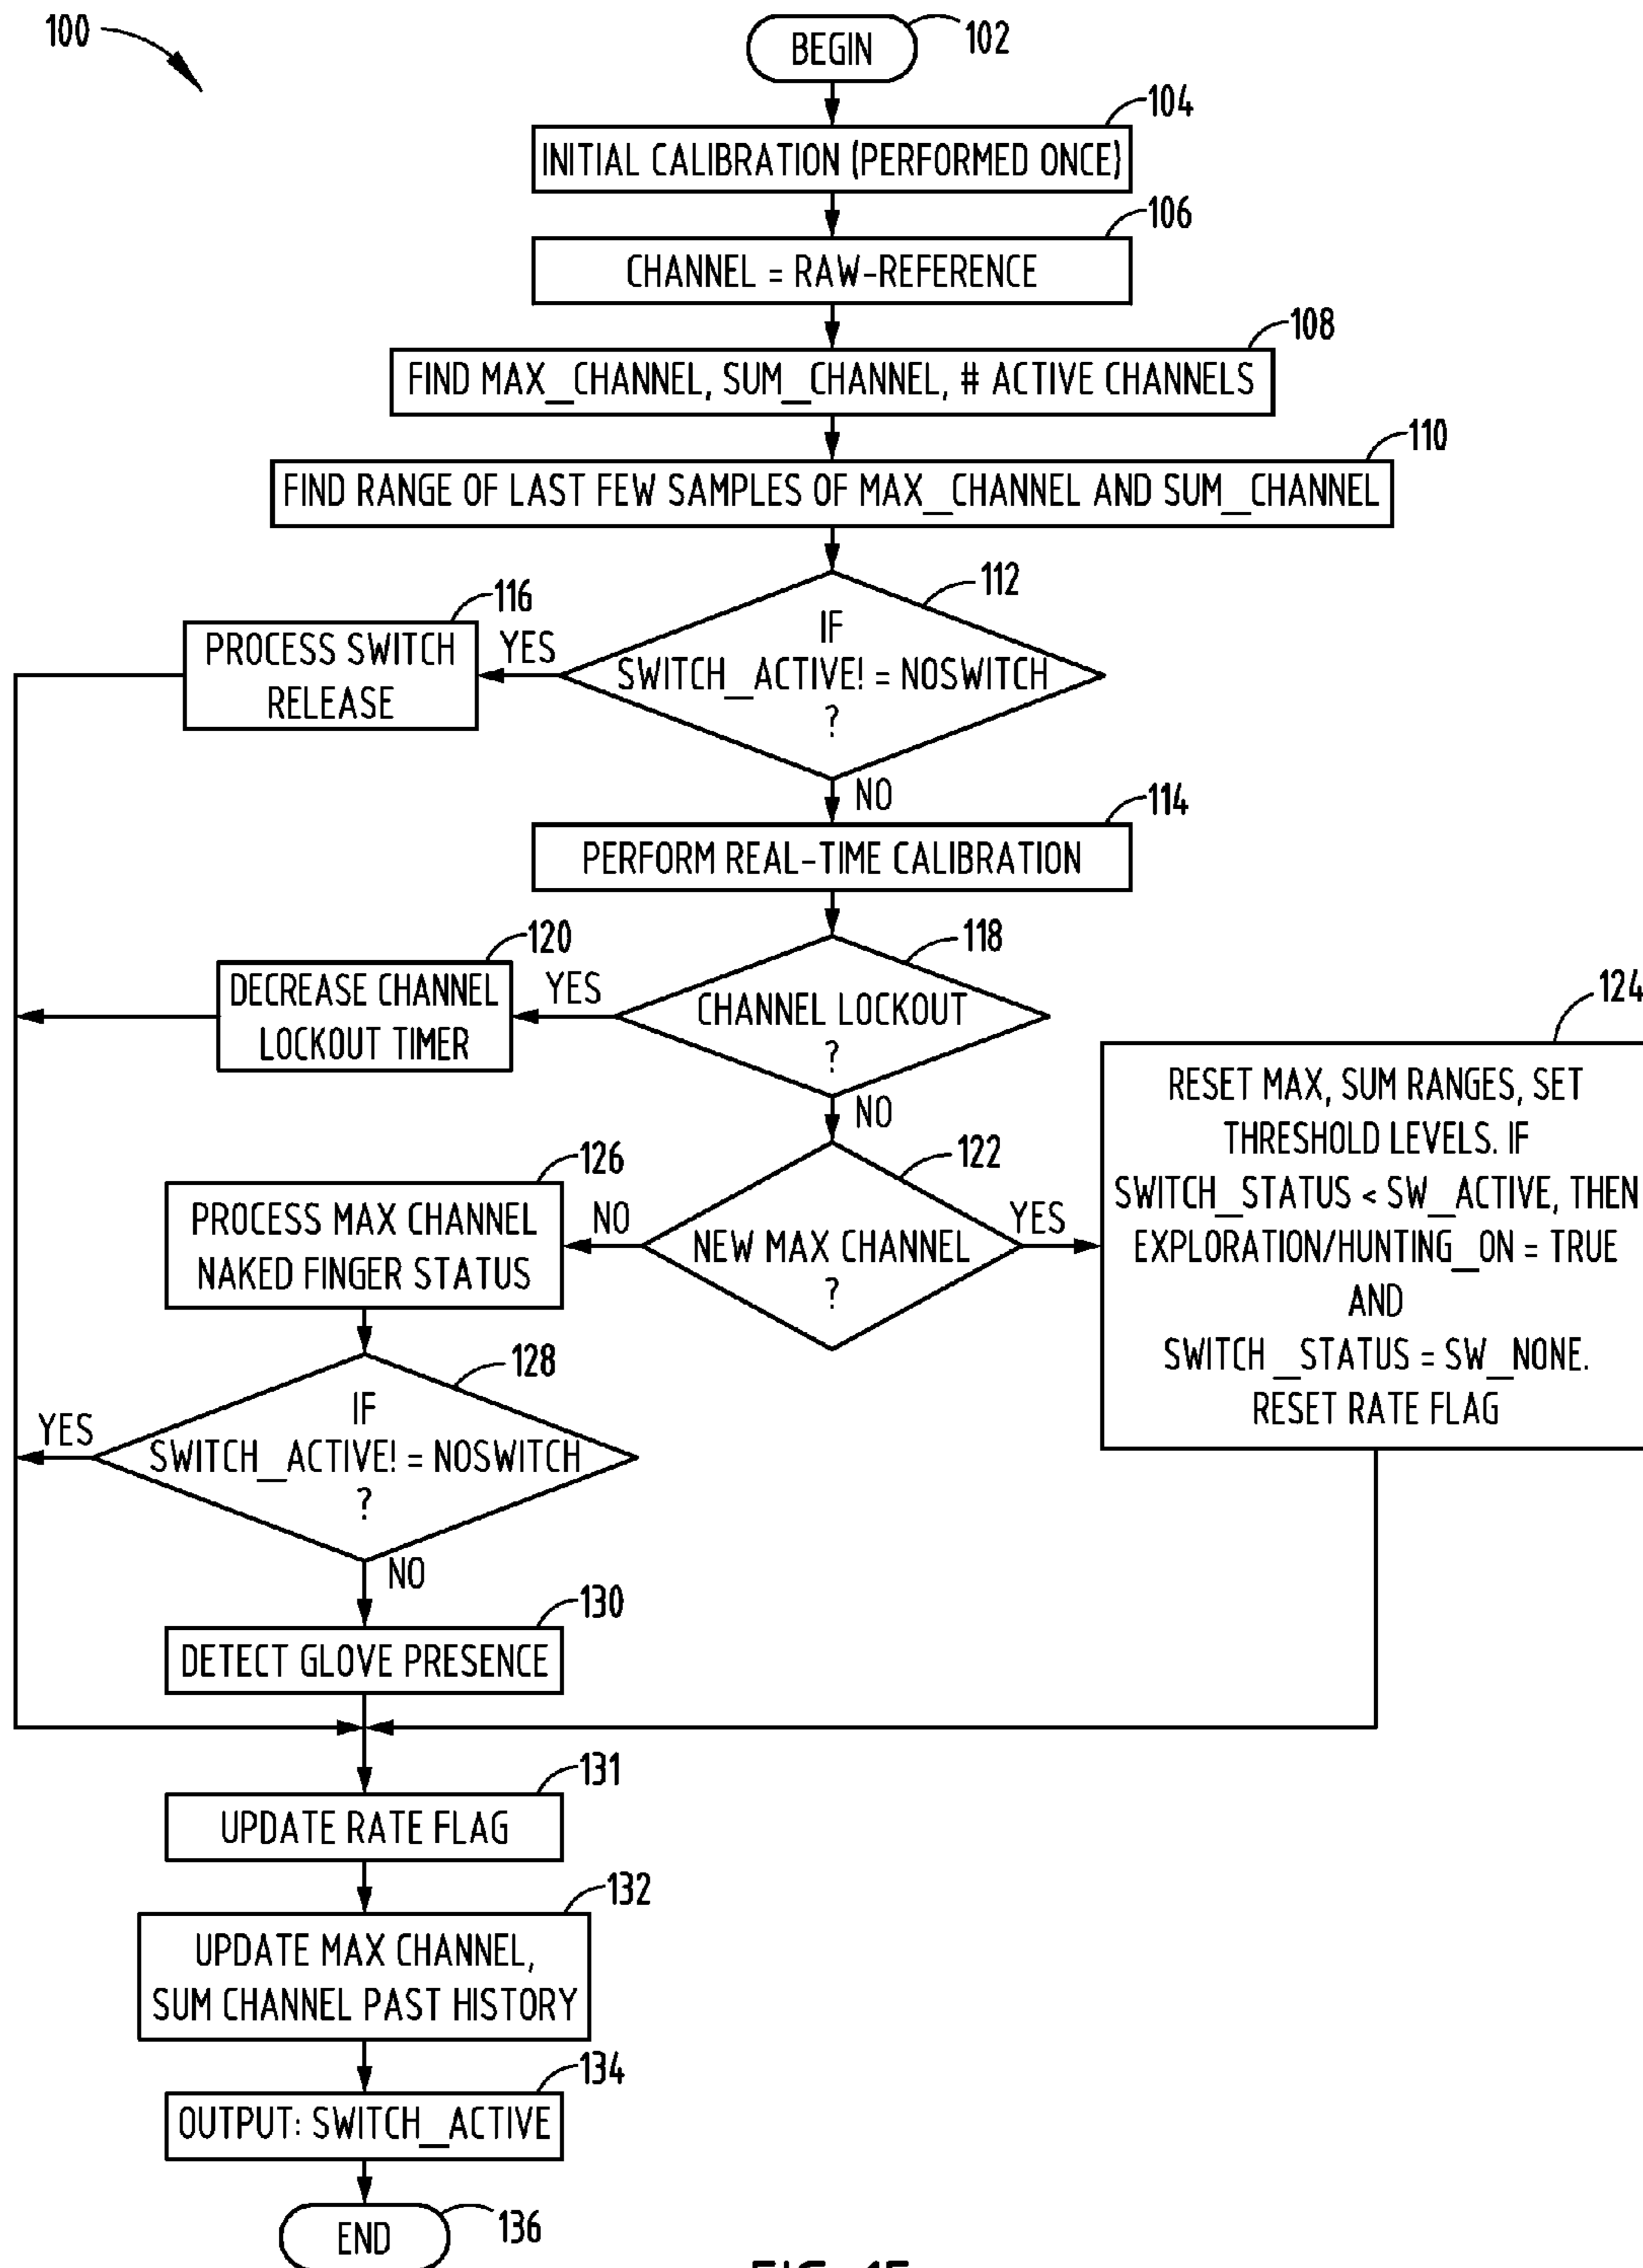 100
BEGIN
102
104
INITIAL CALIBRATION (PERFORMED ONCE)
106
CHANNEL = RAW-REFERENCE
108
FIND MAX_CHANNEL, SUM_CHANNEL, # ACTIVE CHANNELS
110
FIND RANGE OF LAST FEW SAMPLES OF MAX_CHANNEL AND SUM_CHANNEL
112
IF
SWITCH_ACTIVE! = NOSWITCH
?
YES
116
PROCESS SWITCH
RELEASE
NO
114
PERFORM REAL-TIME CALIBRATION
118
CHANNEL LOCKOUT
?
YES
120
DECREASE CHANNEL
LOCKOUT TIMER
NO
122
NEW MAX CHANNEL
?
YES
124
RESET MAX, SUM RANGES, SET
THRESHOLD LEVELS. IF
SWITCH_STATUS < SW_ACTIVE, THEN
EXPLORATION/HUNTING_ON = TRUE
AND
SWITCH_STATUS = SW_NONE.
RESET RATE FLAG
NO
126
PROCESS MAX CHANNEL
NAKED FINGER STATUS
128
IF
SWITCH_ACTIVE! = NOSWITCH
?
YES
NO
130
DETECT GLOVE PRESENCE
131
UPDATE RATE FLAG
132
UPDATE MAX CHANNEL,
SUM CHANNEL PAST HISTORY
134
OUTPUT: SWITCH_ACTIVE
END
136